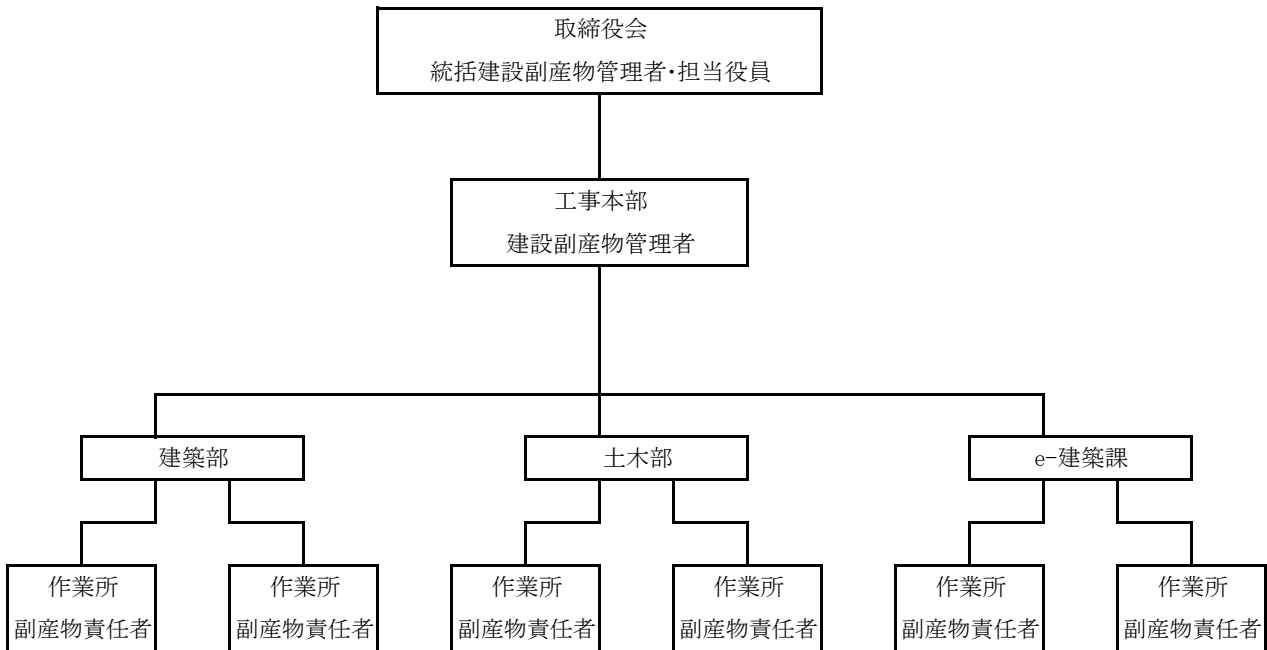 取締役会
統括建設副産物管理者・担当役員
工事本部
建設副産物管理者
建築部
土木部
e-建築課
作業所
副産物責任者
作業所
副産物責任者
作業所
副産物責任者
作業所
副産物責任者
作業所
副産物責任者
作業所
副産物責任者